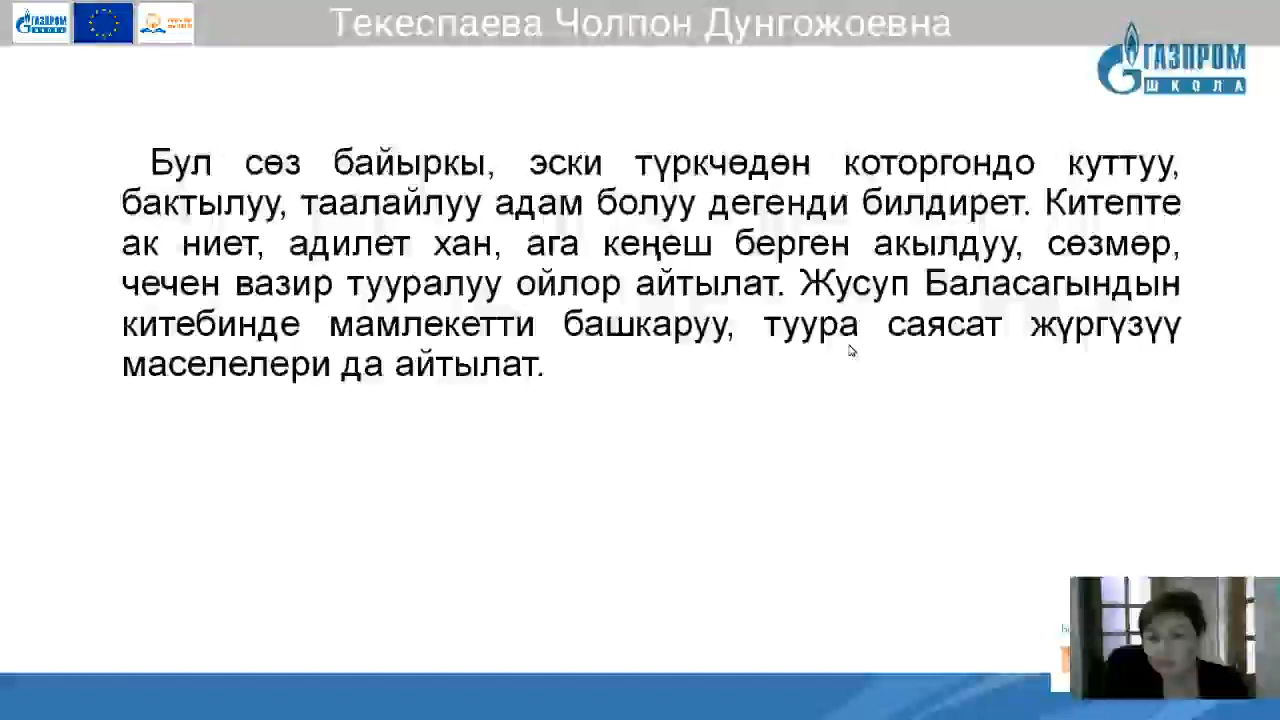 Текеспаева Чолпон Дунгожоевна
ГАЗПРОМ
ШКОЛА
ГАЗПРОМ
ШКОЛА
Бул сөз байыркы, эски түркчөдөн которгондо куттуу,
бактылуу, таалайлуу адам болуу дегенди билдирет. Китепте
ак ниет, адилет хан, ага кеңеш берген акылдуу, сөзмөр,
чечен вазир тууралуу ойлор айтылат. Жусуп Баласагындын
китебинде мамлекетти башкаруу, туура саясат жүргүзүү
маселелери да айтылат.